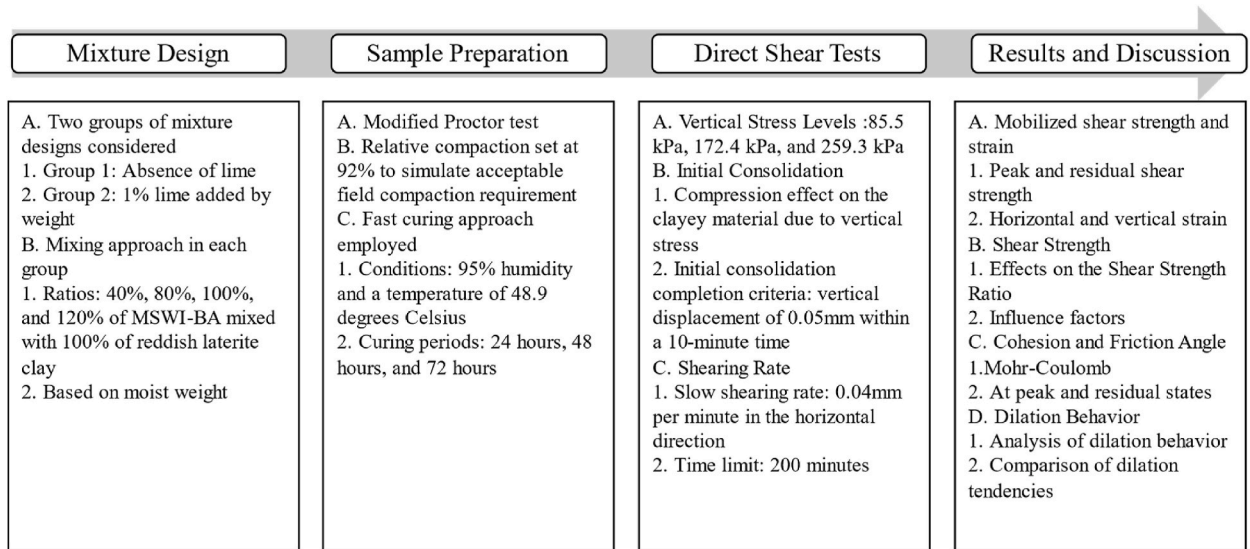 Mixture Design
Sample Preparation
Direct Shear Tests
Results and Discussion
A. Two groups of mixture
designs considered
1. Group 1: Absence of lime
2. Group 2: 1% lime added by
weight
B. Mixing approach in each
group
1. Ratios: 40%, 80%, 100%,
and 120% of MSWI-BA mixed
with 100% of reddish laterite
clay
2. Based on moist weight
A. Modified Proctor test
B. Relative compaction set at
92% to simulate acceptable
field compaction requirement
C. Fast curing approach
employed
1. Conditions: 95% humidity
and a temperature of 48.9
degrees Celsius
2. Curing periods: 24 hours, 48
hours, and 72 hours
A. Vertical Stress Levels :85.5
kPa, 172.4 kPa, and 259.3 kPa
B. Initial Consolidation
1. Compression effect on the
clayey material due to vertical
stress
2. Initial consolidation
completion criteria: vertical
displacement of 0.05mm within
a 10-minute time
C. Shearing Rate
1. Slow shearing rate: 0.04mm
per minute in the horizontal
direction
2. Time limit: 200 minutes
A. Mobilized shear strength and
strain
1. Peak and residual shear
strength
2. Horizontal and vertical strain
B. Shear Strength
1. Effects on the Shear Strength
Ratio
2. Influence factors
C. Cohesion and Friction Angle
1.Mohr-Coulomb
2. At peak and residual states
D. Dilation Behavior
1. Analysis of dilation behavior
2. Comparison of dilation
tendencies